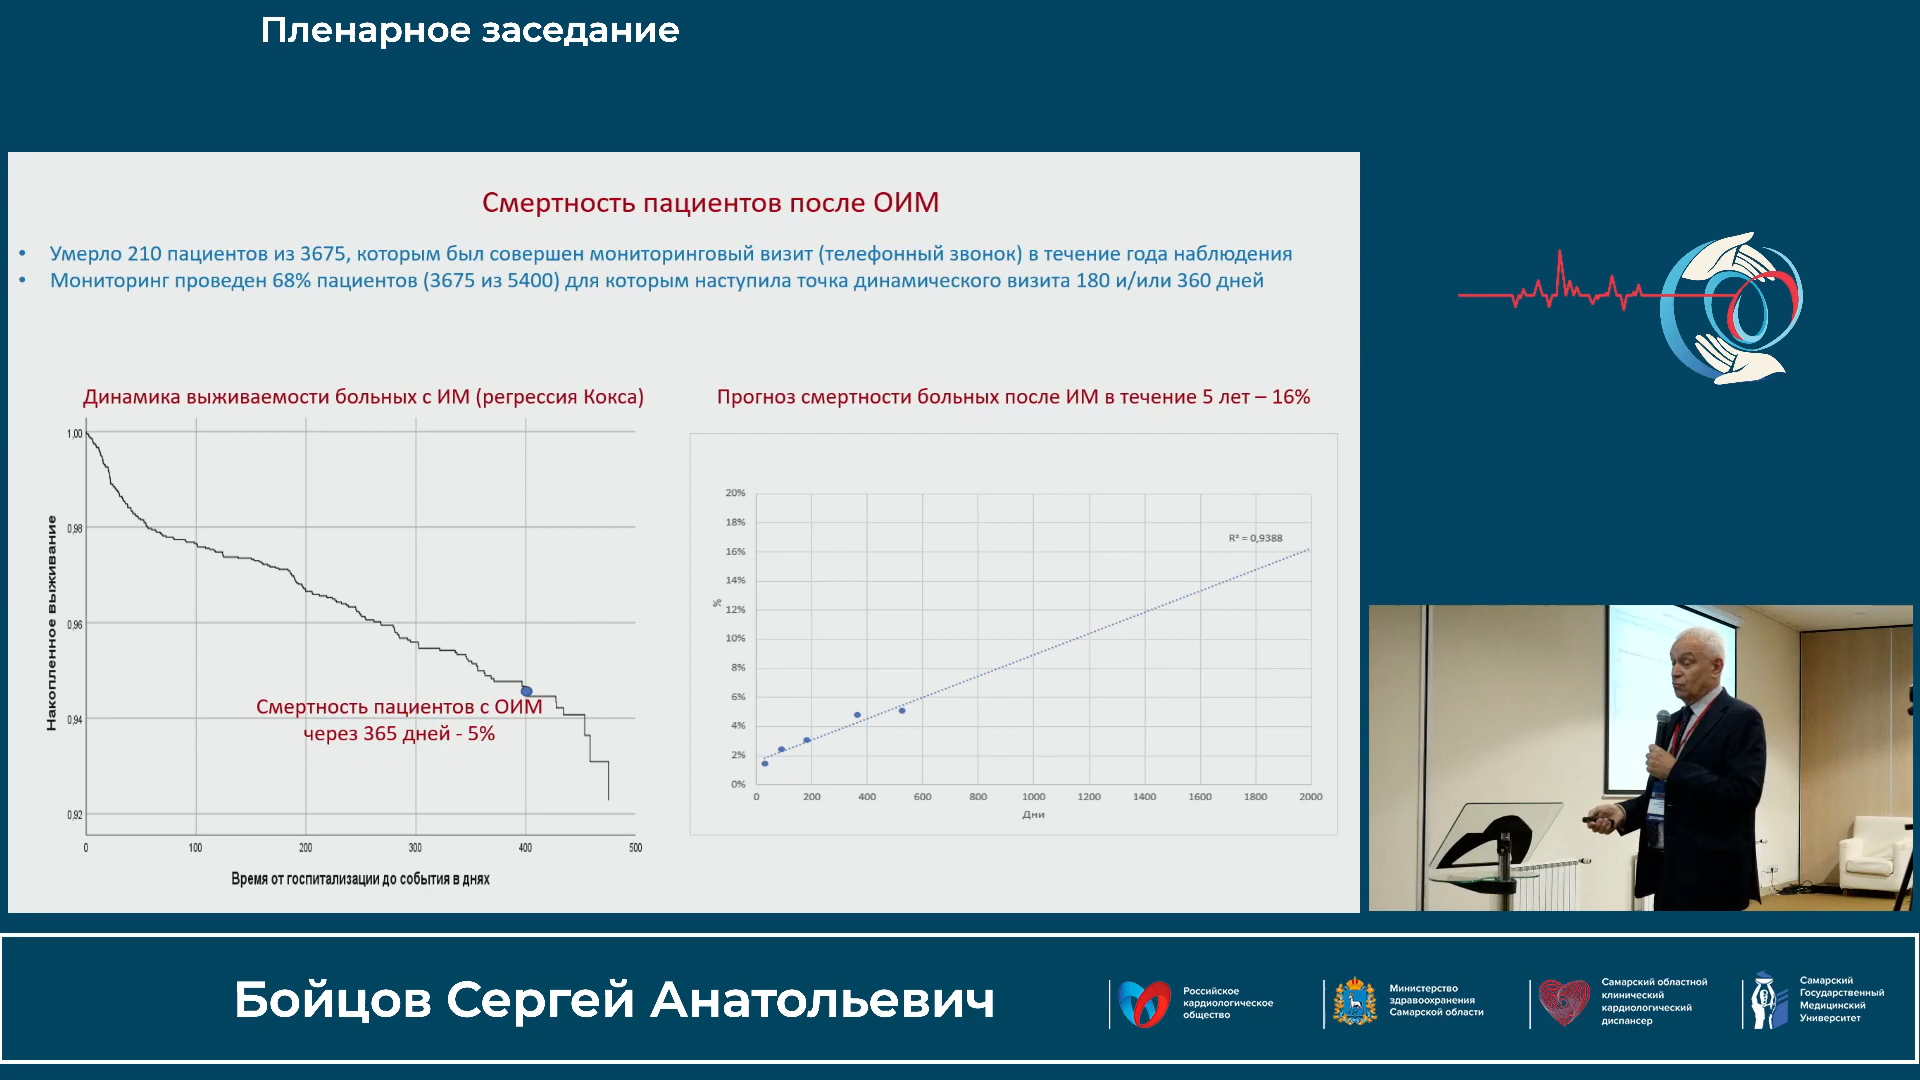 Пленарное заседание
Смертность пациентов после ОИМ
• Умерло 210 пациентов из 3675, которым был совершен мониторинговый визит (телефонный звонок) в течение года наблюдения
• Мониторинг проведен 68% пациентов (3675 из 5400) для которым наступила точка динамического визита 180 и/или 360 дней
Динамика выживаемости больных с ИМ (регрессия Кокса)
Накопленное выживание
1,00
0,98
0,96
0,94
0,92
Смертность пациентов с ОИМ
через 365 дней - 5%
0 100 200 300 400 500
Время от госпитализации до события в днях
Прогноз смертности больных после ИМ в течение 5 лет – 16%
%
20%
18%
16%
14%
12%
10%
8%
6%
4%
2%
0%
R² = 0,9388
0 200 400 600 800 1000 1200 1400 1600 1800 2000
Дни
Бойцов Сергей Анатольевич
Российское
кардиологическое
общество
Министерство
здравоохранения
Самарской области
Самарский областной
клинический
кардиологический
диспансер
Самарский
Государственный
Медицинский
Университет